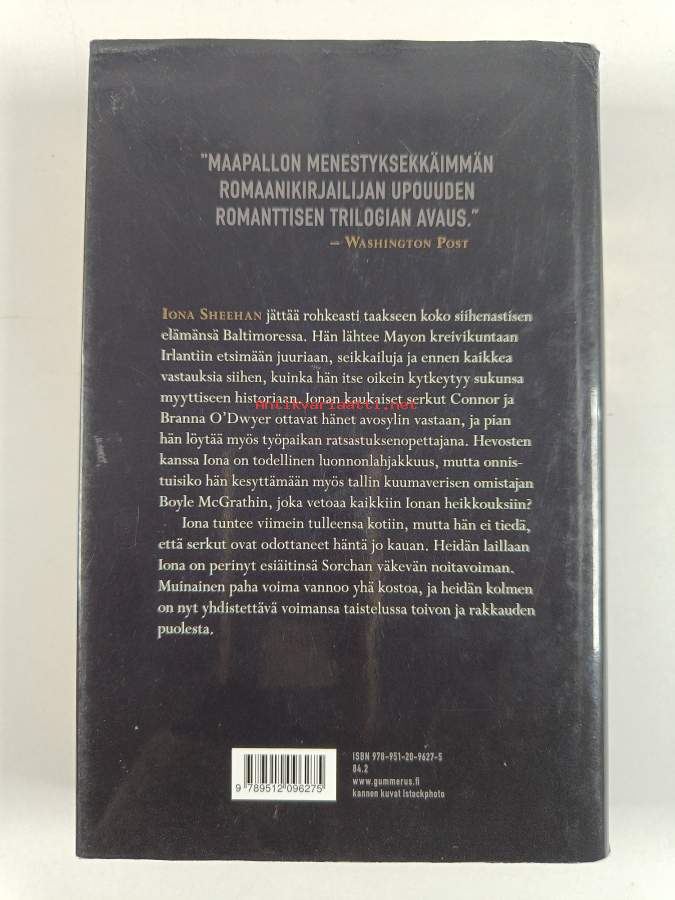 "MAAPALLON MENESTYKSEKKÄIMMÄN
ROMAANIKIRJAILIJAN UPOUUDEN
ROMANTTISEN TRILOGIAN AVAUS."
– WASHINGTON POST
IONA SHEEHAN jättää rohkeasti taakseen koko siihenastisen
elämänsä Baltimoressa. Hän lähtee Mayon kreivikuntaan
Irlantiin etsimään juuriaan, seikkailuja ja ennen kaikkea
vastauksia siihen, kuinka hän itse oikein kytkeytyy sukunsa
myyttiseen historiaan. Ionan kaukaiset serkut Connor ja
antikvariaatti.net
Branna O'Dwyer ottavat hänet avosylin vastaan, ja pian
hän löytää myös työpaikan ratsastuksenopettajana. Hevosten
kanssa Iona on todellinen luonnonlahjakkuus, mutta onnis-
tuisiko hän kesyttämään myös tallin kuumaverisen omistajan
Boyle McGrathin, joka vetoaa kaikkiin Ionan heikkouksiin?
Iona tuntee viimein tulleensa kotiin, mutta hän ei tiedä,
että serkut ovat odottaneet häntä jo kauan. Heidän laillaan
Iona on perinyt esiäitinsä Sorchan väkevän noitavoiman.
Muinainen paha voima vannoo yhä kostoa, ja heidän kolmen
on nyt yhdistettävä voimansa taistelussa toivon ja rakkauden
puolesta.
ISBN 978-951-20-9627-5
84.2
www.gummerus.fi
kannen kuvat istockphoto
9 789512 096275